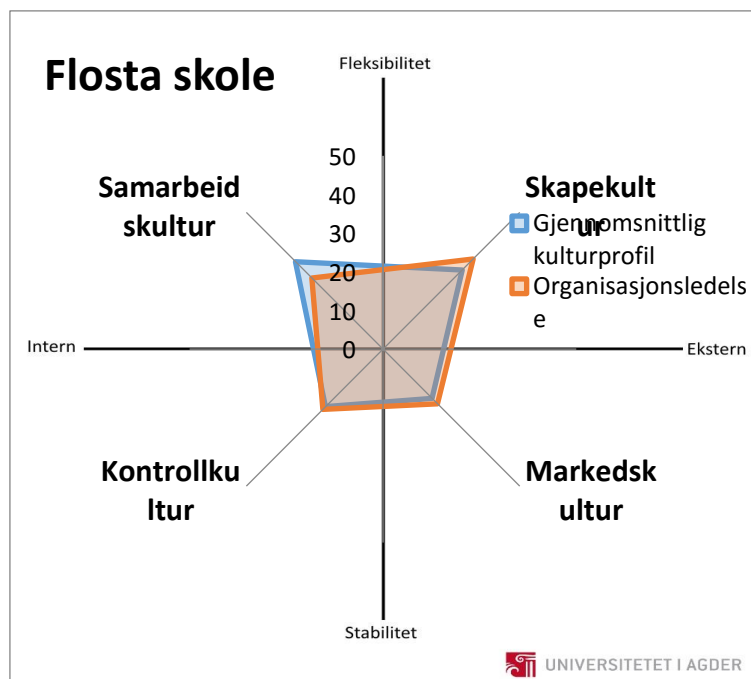 Flosta skole
Fleksibilitet
50
40
30
20
10
0
Samarbeid
skultur
Skapekult
ur
Gjennomsnittlig
kulturprofil
Organisasjonsledels
e
Intern
Ekstern
Kontrollku
ltur
Markedsk
ultur
Stabilitet
UNIVERSITETET I AGDER